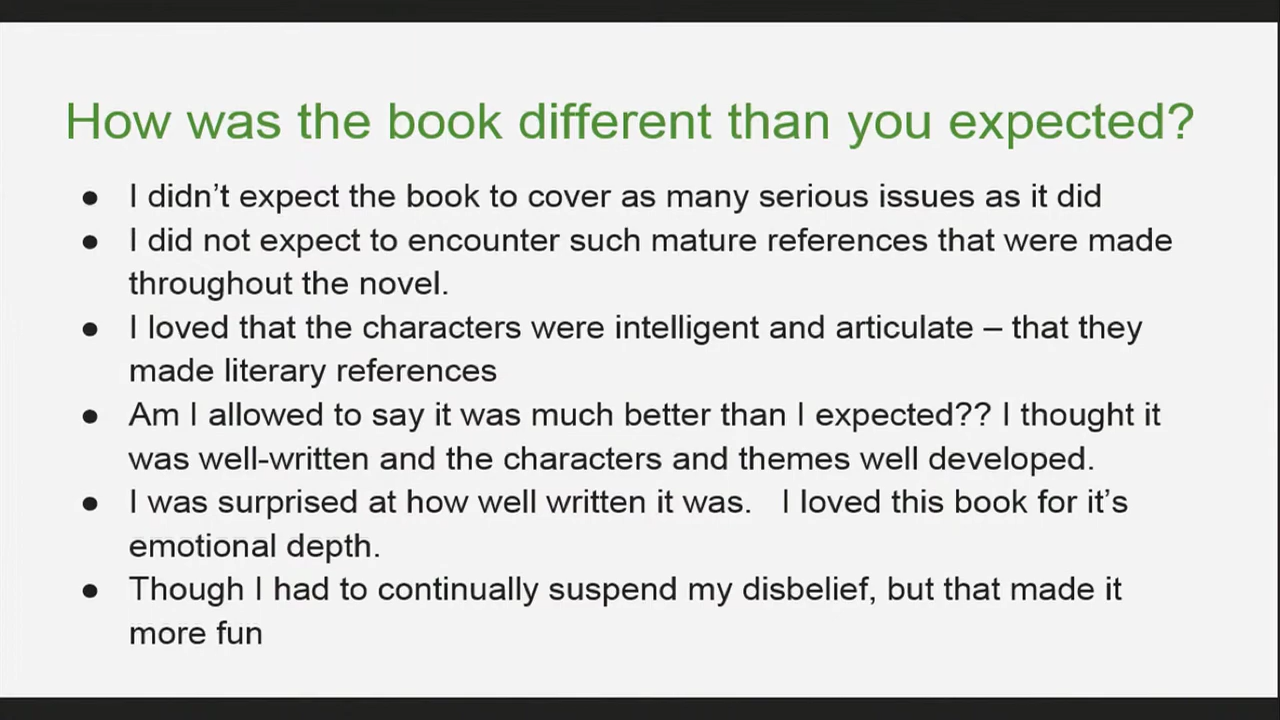 How was the book different than you expected?
● I didn’t expect the book to cover as many serious issues as it did
● I did not expect to encounter such mature references that were made
throughout the novel.
● I loved that the characters were intelligent and articulate – that they
made literary references
● Am I allowed to say it was much better than I expected?? I thought it
was well-written and the characters and themes well developed.
● I was surprised at how well written it was.   I loved this book for it’s
emotional depth.
● Though I had to continually suspend my disbelief, but that made it
more fun